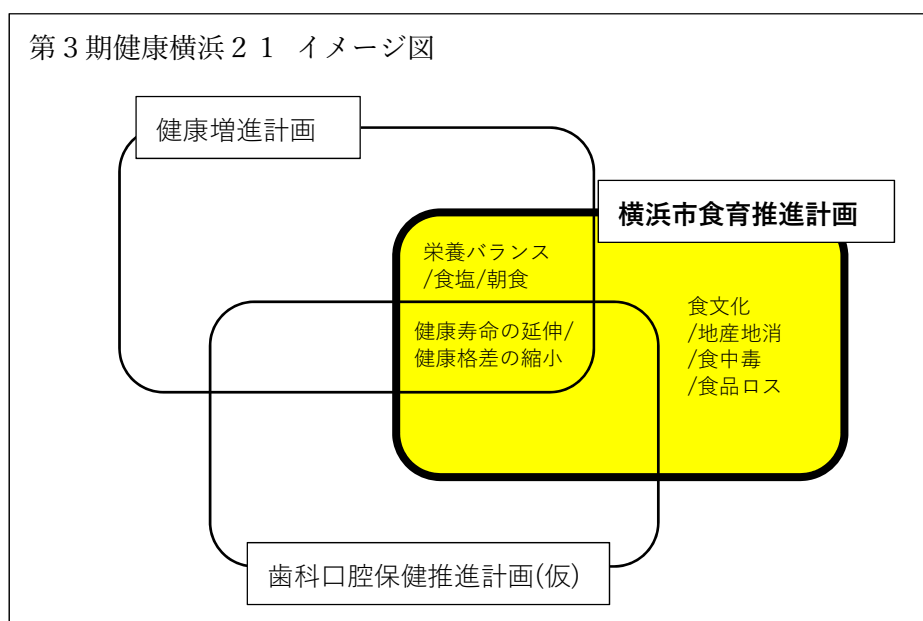 第3期健康横浜２１ イメージ図
健康増進計画
横浜市食育推進計画
栄養バランス
/食塩/朝食
健康寿命の延伸/
健康格差の縮小
食文化
/地産地消
/食中毒
/食品ロス
歯科口腔保健推進計画(仮)